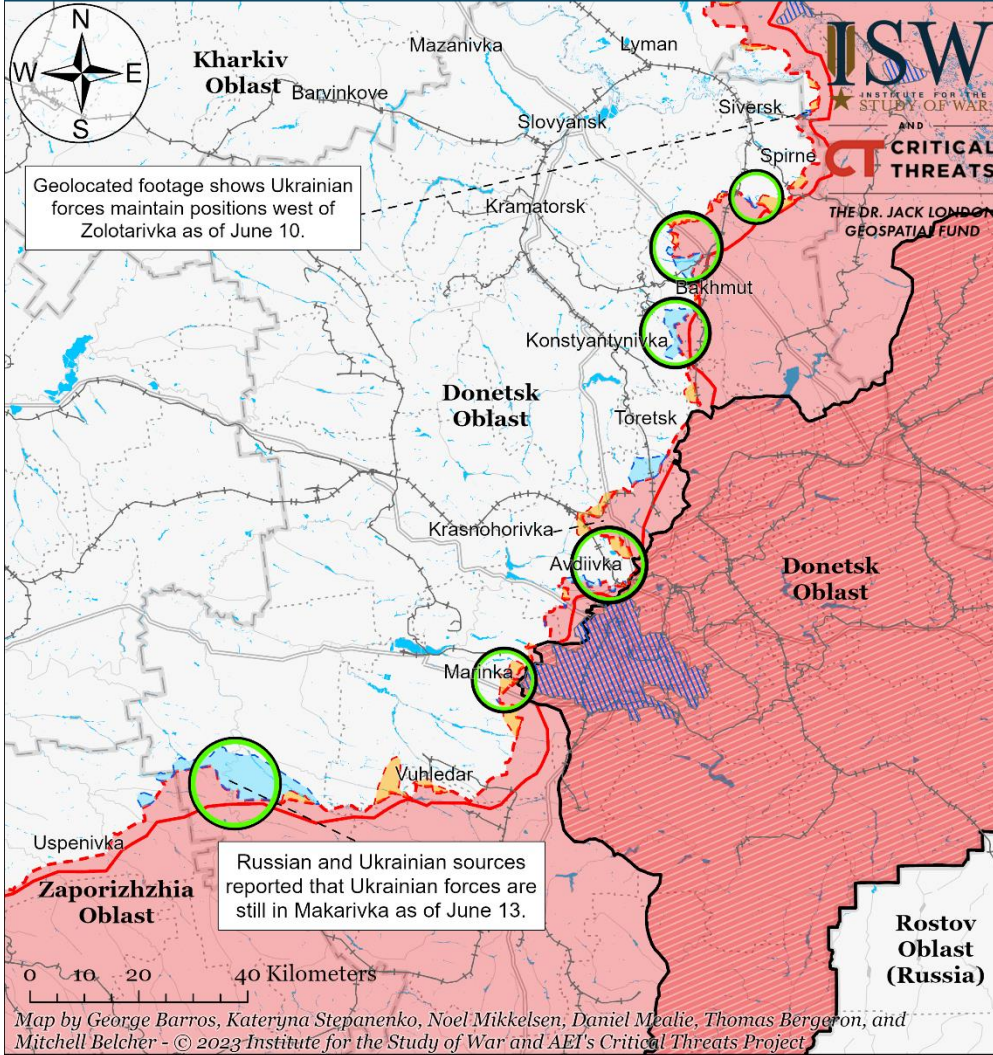 N
W E
S
Kharkiv
Oblast
Mazanivka
Lyman
Barvinkove
Slovyansk
Siversk
Spirne
ISW
INSTITUTE FOR THE
STUDY OF WAR
AND
CT CRITICAL
THREATS
THE DR. JACK LONDON
GEOSPATIAL FUND
Geolocated footage shows Ukrainian
forces maintain positions west of
Zolotarivka as of June 10.
Kramatorsk
Bakhmut
Konstyantynivka
Donetsk
Oblast
Toretsk
Krasnohorivka
Avdiivka
Donetsk
Oblast
Marinka
Vuhledar
Uspenivka
Zaporizhzhia
Oblast
Russian and Ukrainian sources
reported that Ukrainian forces are
still in Makarivka as of June 13.
Rostov
Oblast
(Russia)
0 10 20 40 Kilometers
Map by George Barros, Kateryna Stepanenko, Noel Mikkelsen, Daniel Mealie, Thomas Bergeron, and
Mitchell Belcher - © 2023 Institute for the Study of War and AEI's Critical Threats Project